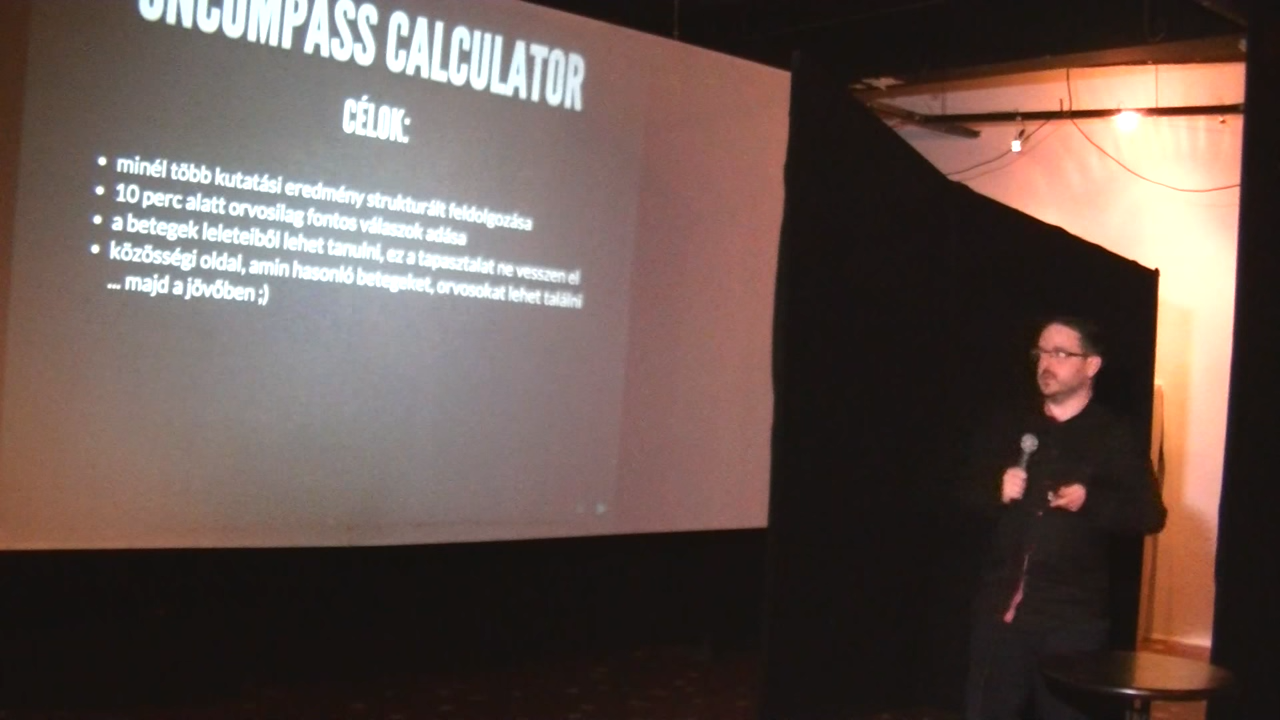 ONCOMPASS CALCULATOR
CÉLOK:
• minél több kutatási eredmény strukturált feldolgozása
• 10 perc alatt orvosilag fontos válaszok adása
• a betegek leleteiből lehet tanulni, ez a tapasztalat ne vesszen el
• közösségi oldal, amin hasonló betegeket, orvosokat lehet találni
... majd a jövőben ;)